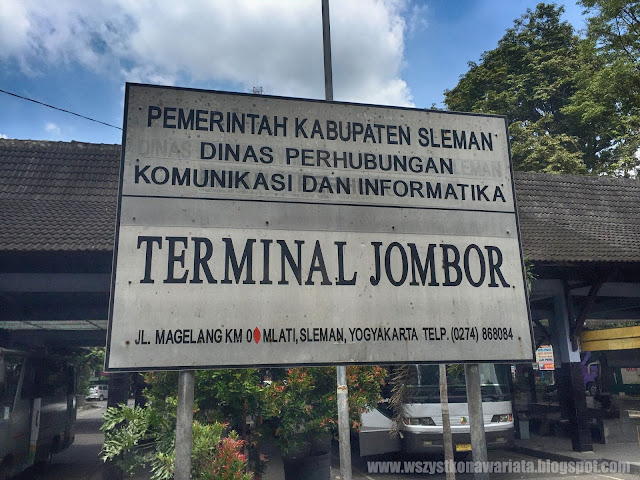 PEMERINTAH KABUPATEN SLEMAN
DINAS PERHUBUNGAN
KOMUNIKASI DAN INFORMATIKA
TERMINAL JOMBOR
JL. MAGELANG KM 0 MLATI, SLEMAN, YOGYAKARTA TELP. (0274) 868084
www.wszystkonawariata.blogspot.com